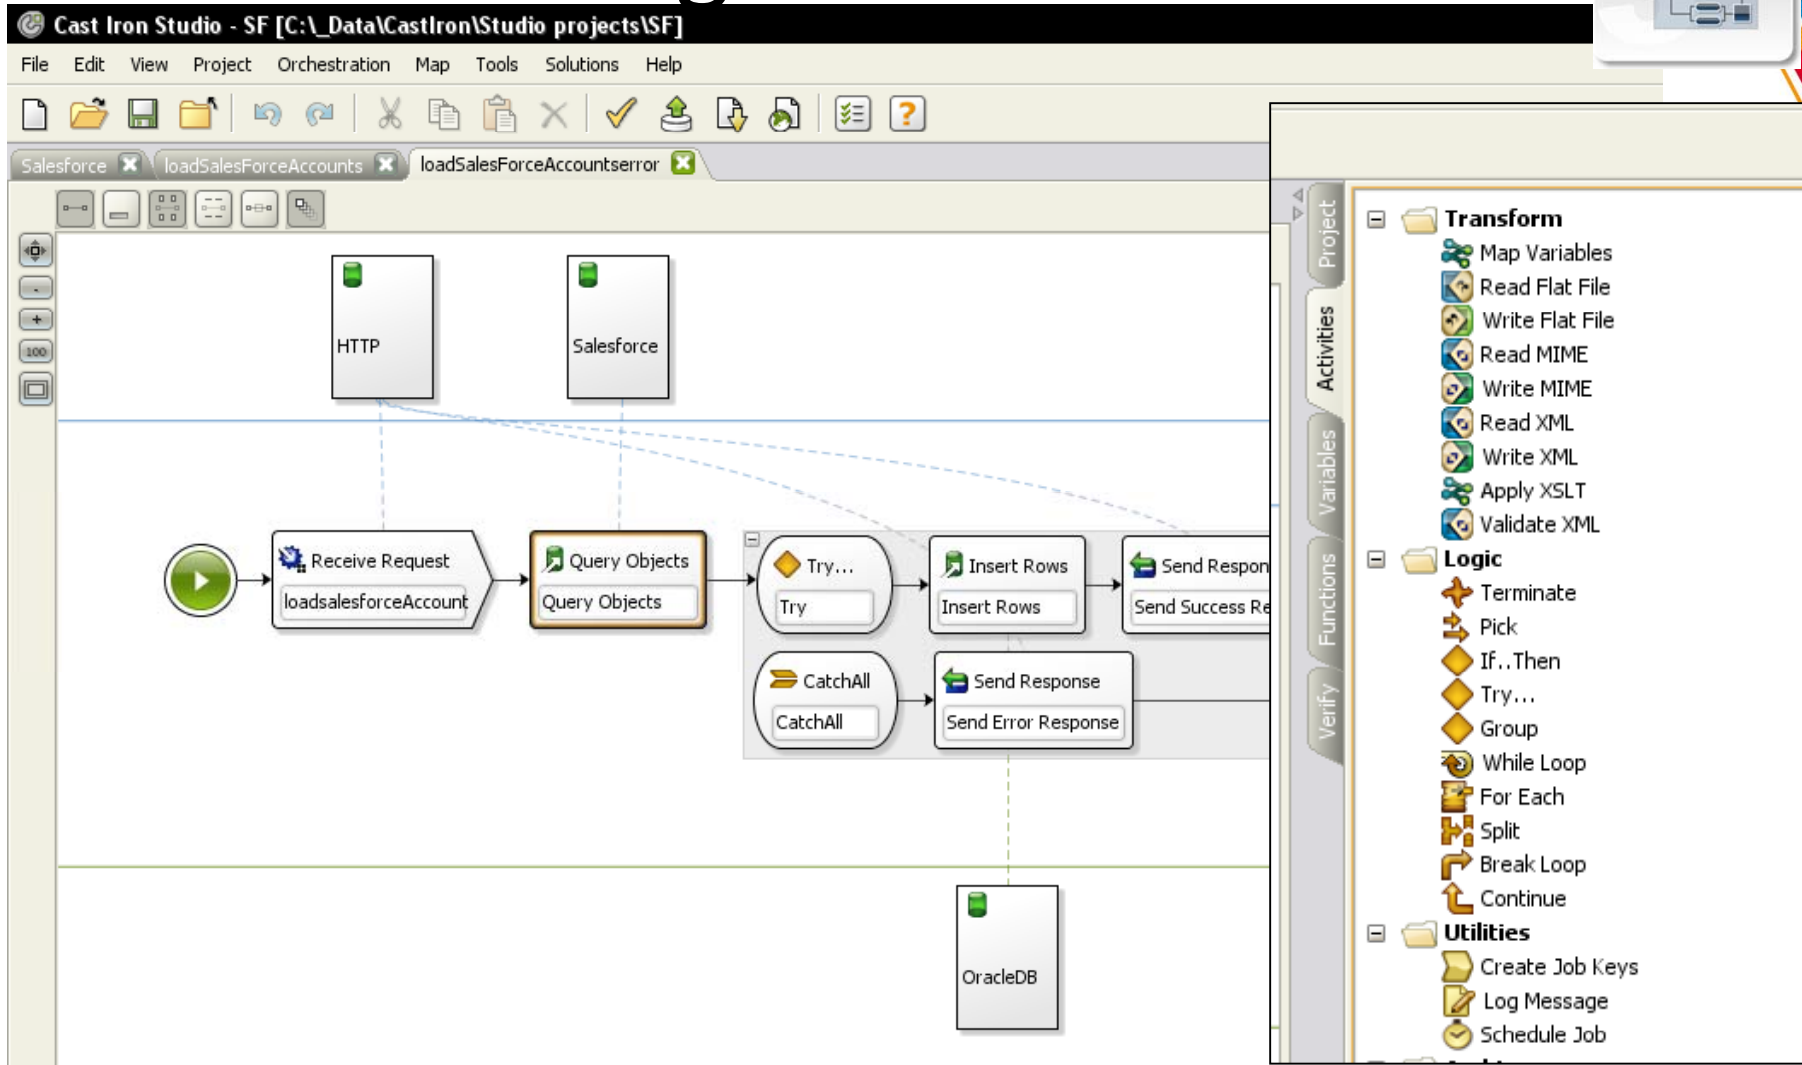 Cast Iron Studio - SF [C:\_Data\CastIron\Studio projects\SF]
File Edit View Project Orchestration Map Tools Solutions Help
Salesforce loadSalesForceAccounts loadSalesForceAccountserror
-
+
100
HTTP
Salesforce
Receive Request
loadsalesforceAccount
Query Objects
Query Objects
Try...
Try
Insert Rows
Insert Rows
Send Respon
Send Success Re
CatchAll
CatchAll
Send Response
Send Error Response
OracleDB
Project
Activities
Variables
Functions
Verify
Transform
Map Variables
Read Flat File
Write Flat File
Read MIME
Write MIME
Read XML
Write XML
Apply XSLT
Validate XML
Logic
Terminate
Pick
If..Then
Try...
Group
While Loop
For Each
Split
Break Loop
Continue
Utilities
Create Job Keys
Log Message
Schedule Job